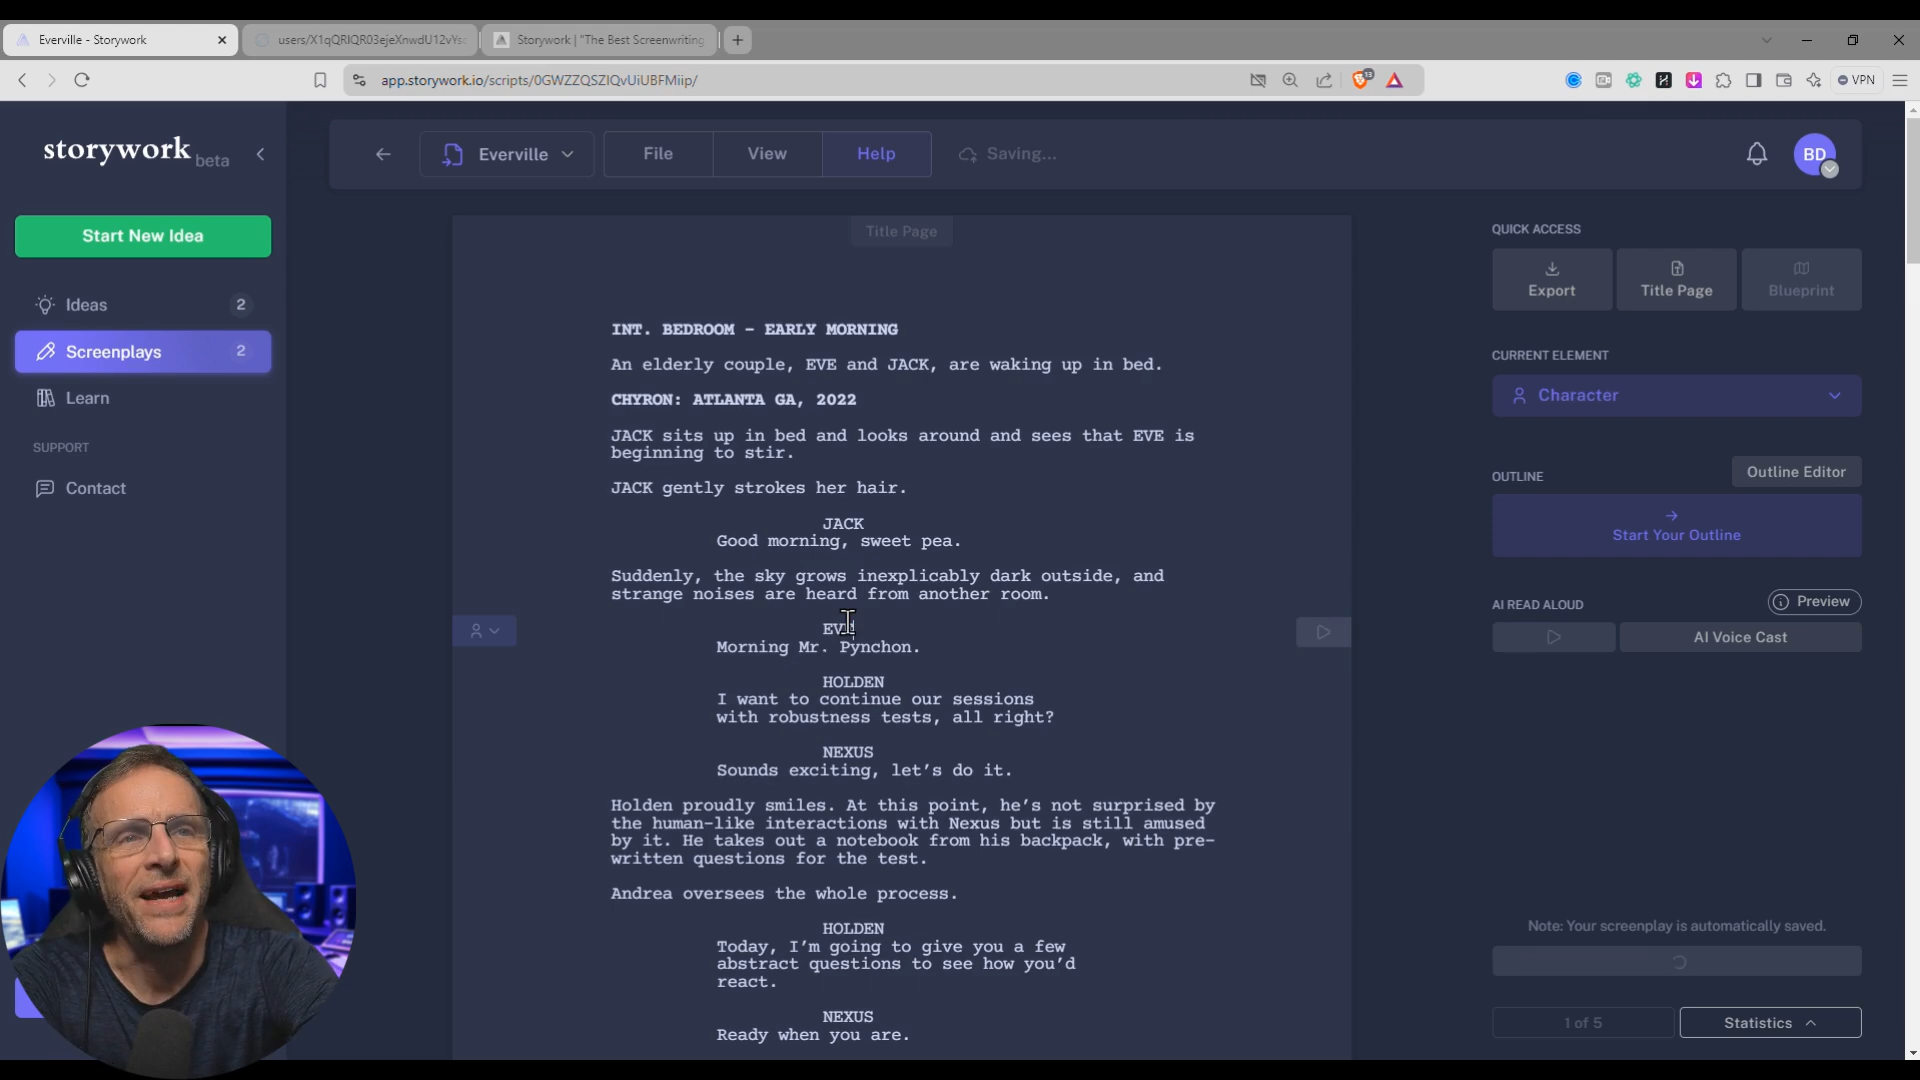 Everville - Storywork
users/X1qQRIQR03ejeXnwdU12vYs
Storywork | "The Best Screenwriting
app.storywork.io/scripts/0GWZZQSZIQvUiUBFMiip/
13
VPN
storywork beta
Everville
File
View
Help
Saving...
BD
Start New Idea
Ideas 2
Screenplays 2
Learn
SUPPORT
Contact
Title Page
INT. BEDROOM - EARLY MORNING
An elderly couple, EVE and JACK, are waking up in bed.
CHYRON: ATLANTA GA, 2022
JACK sits up in bed and looks around and sees that EVE is
beginning to stir.
JACK gently strokes her hair.
JACK
Good morning, sweet pea.
Suddenly, the sky grows inexplicably dark outside, and
strange noises are heard from another room.
EVE
Morning Mr. Pynchon.
HOLDEN
I want to continue our sessions
with robustness tests, all right?
NEXUS
Sounds exciting, let's do it.
Holden proudly smiles. At this point, he's not surprised by
the human-like interactions with Nexus but is still amused
by it. He takes out a notebook from his backpack, with pre-
written questions for the test.
Andrea oversees the whole process.
HOLDEN
Today, I'm going to give you a few
abstract questions to see how you'd
react.
NEXUS
Ready when you are.
QUICK ACCESS
Export
Title Page
Blueprint
CURRENT ELEMENT
Character
OUTLINE
Outline Editor
Start Your Outline
AI READ ALOUD
Preview
AI Voice Cast
Note: Your screenplay is automatically saved.
1 of 5
Statistics